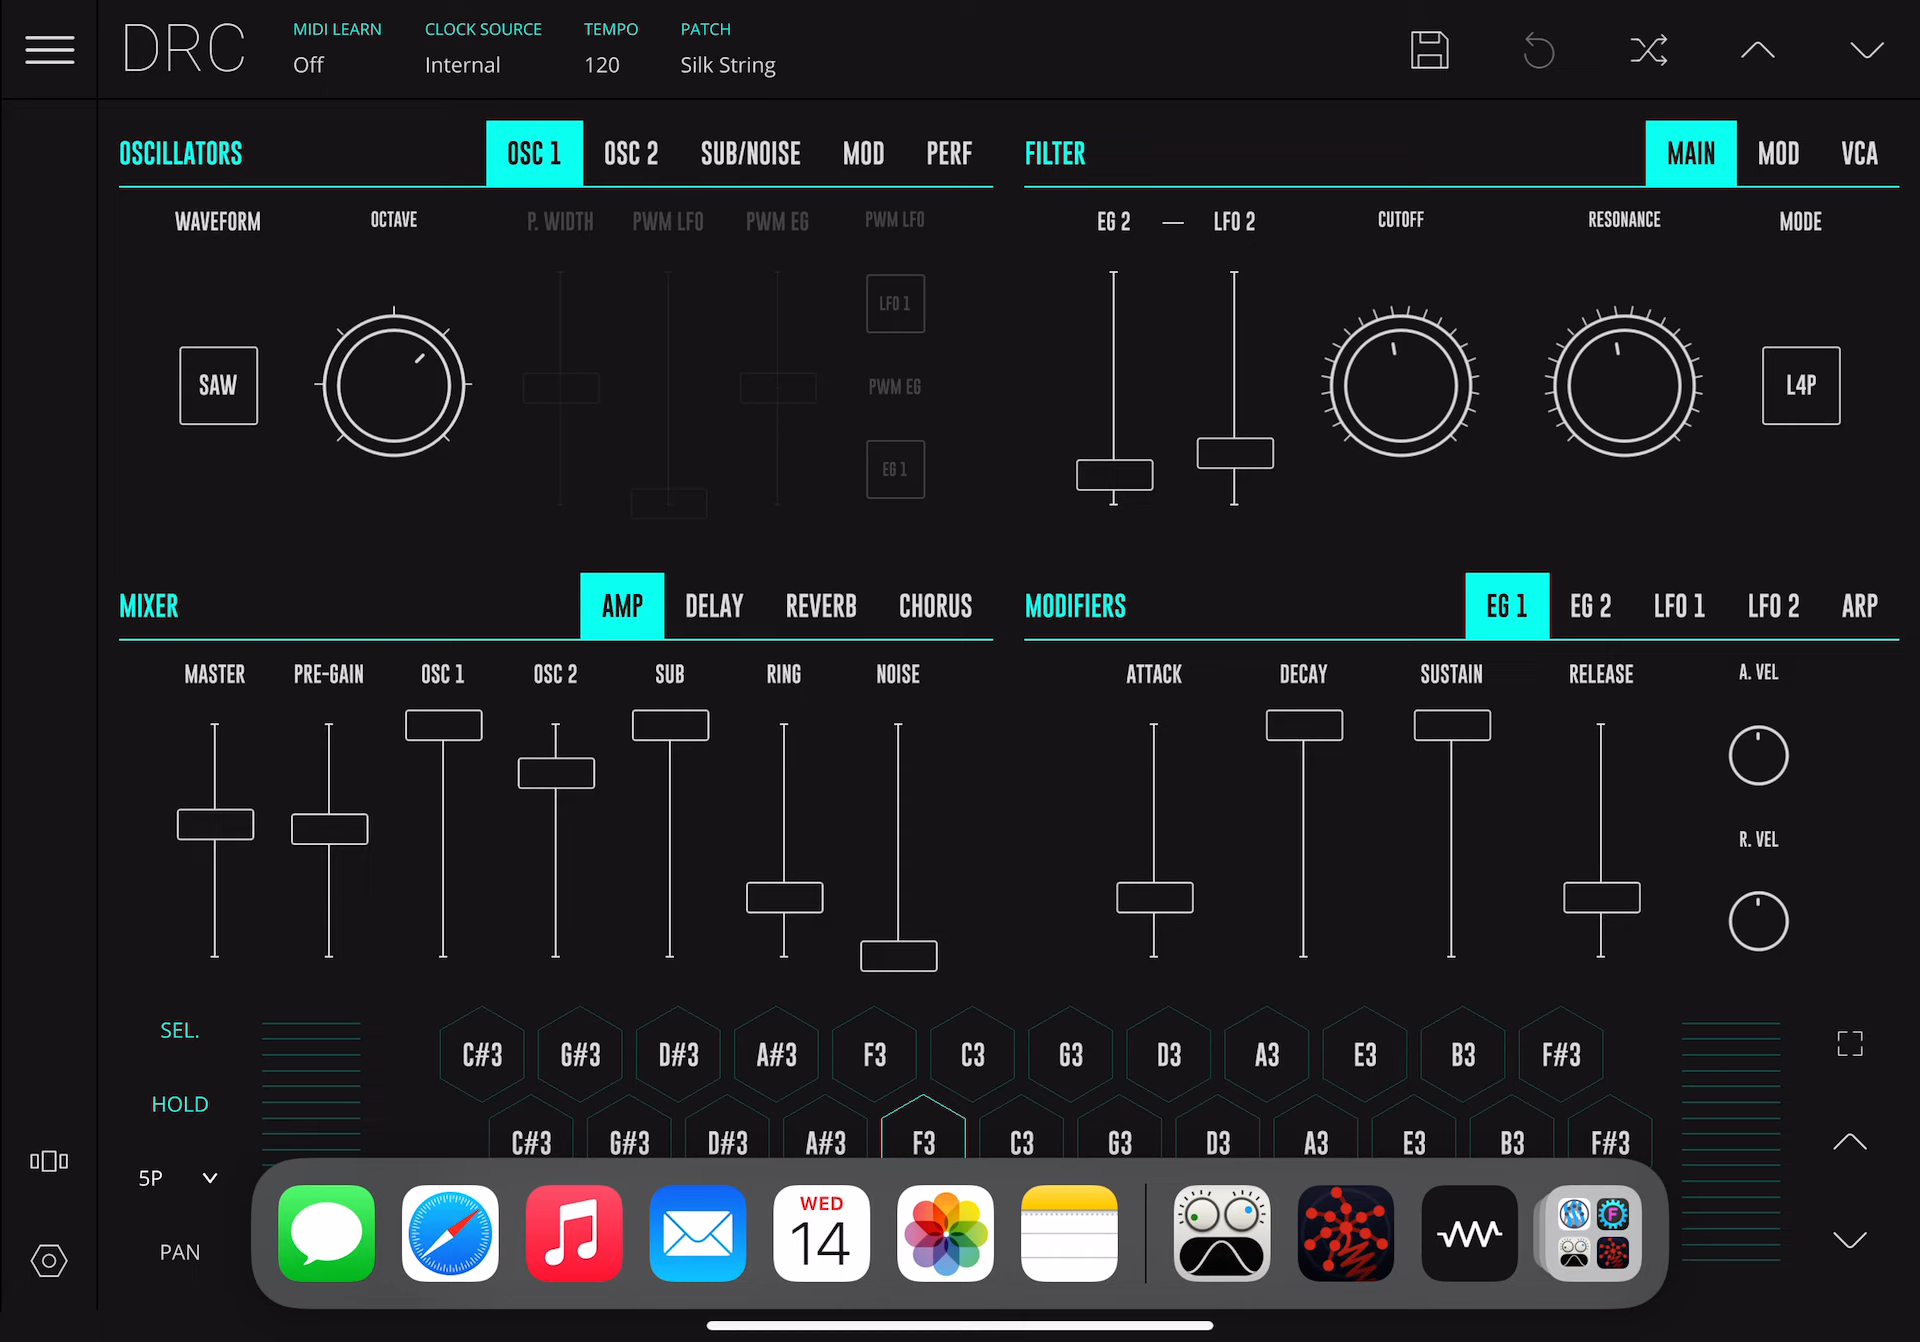 DRC
MIDI LEARN CLOCK SOURCE TEMPO PATCH
Off Internal 120 Silk String
OSCILLATORS OSC 1 OSC 2 SUB/NOISE MOD PERF
WAVEFORM OCTAVE P. WIDTH PWM LFO PWM EG PWM LFO
LFO 1
SAW PWM EG
EG 1
FILTER MAIN MOD VCA
EG 2 — LFO 2 CUTOFF RESONANCE MODE
L4P
MIXER AMP DELAY REVERB CHORUS
MASTER PRE-GAIN OSC 1 OSC 2 SUB RING NOISE
MODIFIERS EG 1 EG 2 LFO 1 LFO 2 ARP
ATTACK DECAY SUSTAIN RELEASE A. VEL
R. VEL
SEL.
HOLD
5P
PAN
C#3 G#3 D#3 A#3 F3 C3 G3 D3 A3 E3 B3 F#3
C#3 G#3 D#3 A#3 F3 C3 G3 D3 A3 E3 B3 F#3
WED
14
F